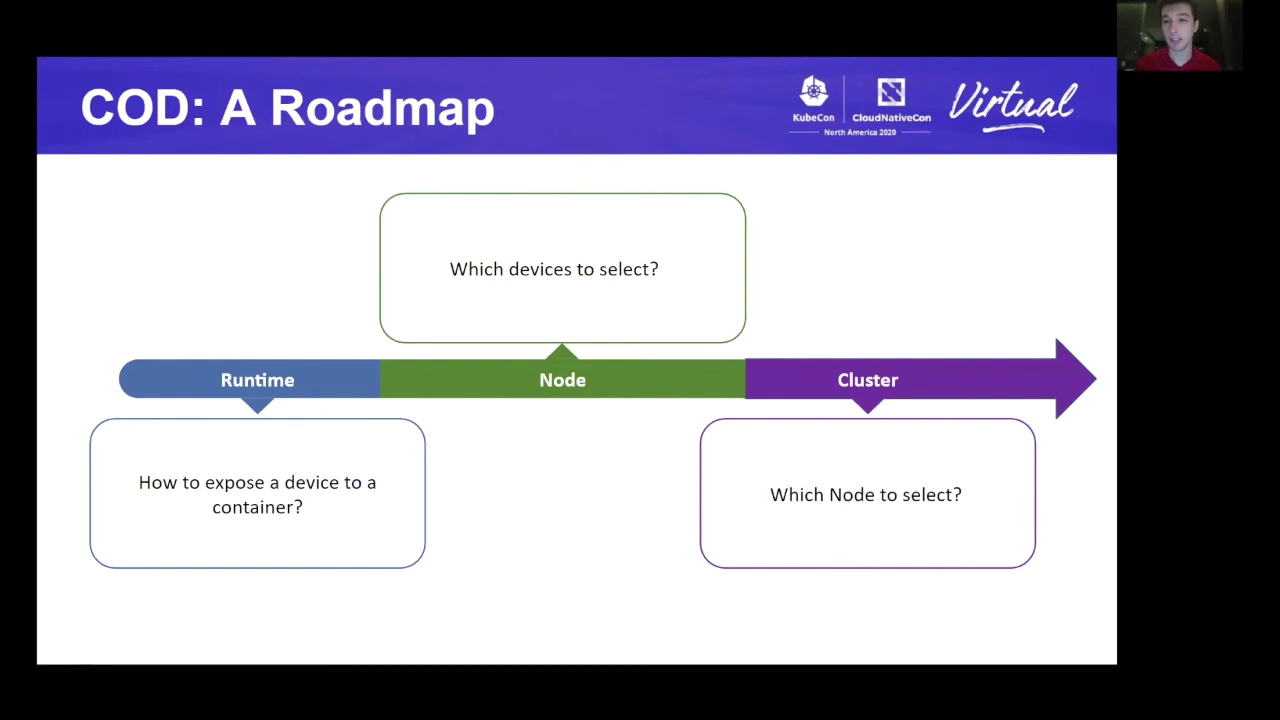 COD: A Roadmap
KubeCon
CloudNativeCon
North America 2020
Virtual
Which devices to select?
Runtime
Node
Cluster
How to expose a device to a
container?
Which Node to select?